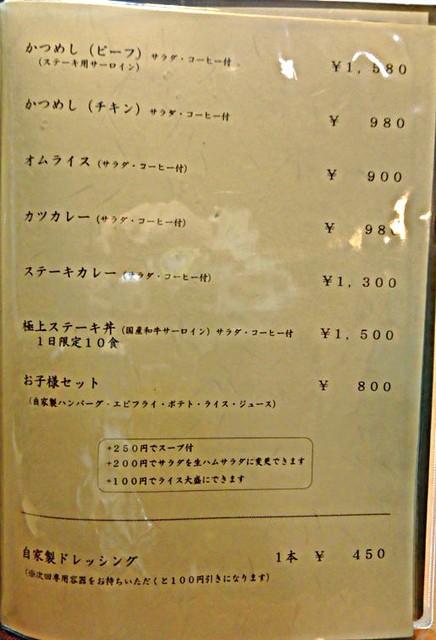 かつめし（ビーフ） サラダ・コーヒー付 ￥1,580
（ステーキ用サーロイン）
かつめし（チキン） サラダ・コーヒー付 ￥ 980
オムライス（サラダ・コーヒー付） ￥ 900
カツカレー（サラダ・コーヒー付） ￥ 980
ステーキカレー（サラダ・コーヒー付） ￥1,300
極上ステーキ丼（国産和牛サーロイン）サラダ・コーヒー付 ￥1,500
1日限定10食
お子様セット ￥ 800
（自家製ハンバーグ・エビフライ・ポテト・ライス・ジュース）
+250円でスープ付
+200円でサラダを生ハムサラダに変更できます
+100円でライス大盛にできます
自家製ドレッシング 1本 ￥ 450
（※次回専用容器をお持ちいただくと100円引きになります）